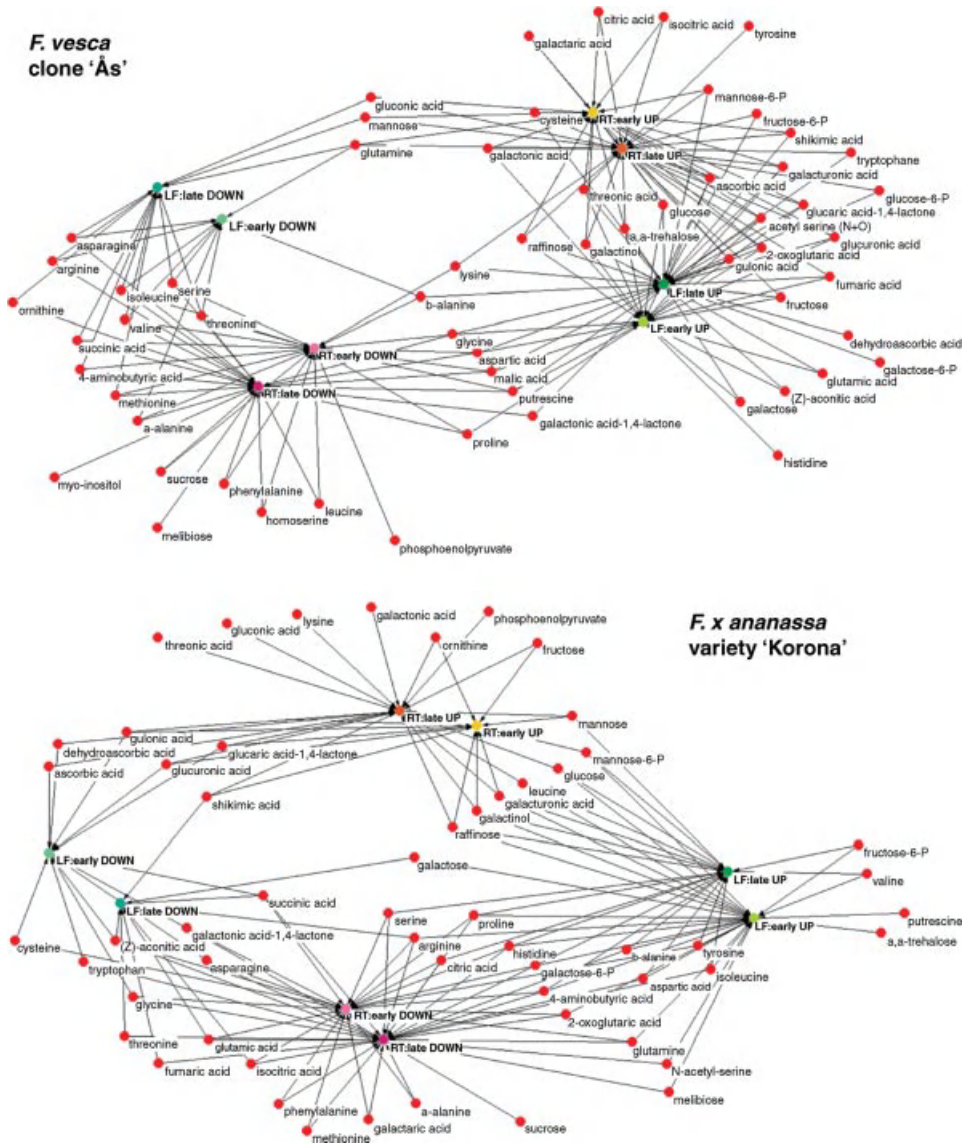 F. vesca
clone ‘Ås’
citric acid
isocitric acid
galactaric acid
tyrosine
gluconic acid
mannose-6-P
mannose
cysteine
RT:early UP
fructose-6-P
glutamine
shikimic acid
galactonic acid
RT:late UP
tryptophane
galacturonic acid
LF:late DOWN
ascorbic acid
threonic acid
glucose-6-P
glucose
glucaric acid-1,4-lactone
LF:early DOWN
a,a-trehalose
acetyl serine (N+O)
asparagine
raffinose
galactinol
glucuronic acid
2-oxoglutaric acid
arginine
lysine
gulonic acid
serine
isoleucine
fumaric acid
ornithine
b-alanine
LF:late UP
fructose
threonine
valine
LF:early UP
succinic acid
glycine
dehydroascorbic acid
RT:early DOWN
aspartic acid
4-aminobutyric acid
malic acid
galactose-6-P
RT:late DOWN
glutamic acid
methionine
putrescine
(Z)-aconitic acid
a-alanine
galactonic acid-1,4-lactone
galactose
proline
histidine
myo-inositol
sucrose
phenylalanine
leucine
homoserine
melibiose
phosphoenolpyruvate
F. x ananassa
variety ‘Korona’
galactonic acid
lysine
phosphoenolpyruvate
gluconic acid
threonic acid
ornithine
fructose
RT:late UP
mannose
RT:early UP
gulonic acid
dehydroascorbic acid
glucaric acid-1,4-lactone
mannose-6-P
ascorbic acid
glucuronic acid
glucose
leucine
shikimic acid
galacturonic acid
galactinol
raffinose
LF:early DOWN
galactose
fructose-6-P
LF:late UP
valine
succinic acid
LF:late DOWN
serine
proline
LF:early UP
putrescine
galactonic acid-1,4-lactone
cysteine
(Z)-aconitic acid
arginine
histidine
b-alanine
tyrosine
a,a-trehalose
tryptophan
asparagine
citric acid
galactose-6-P
isoleucine
aspartic acid
glycine
4-aminobutyric acid
RT:early DOWN
2-oxoglutaric acid
threonine
glutamic acid
RT:late DOWN
glutamine
fumaric acid
isocitric acid
N-acetyl-serine
melibiose
phenylalanine
a-alanine
galactaric acid
sucrose
methionine